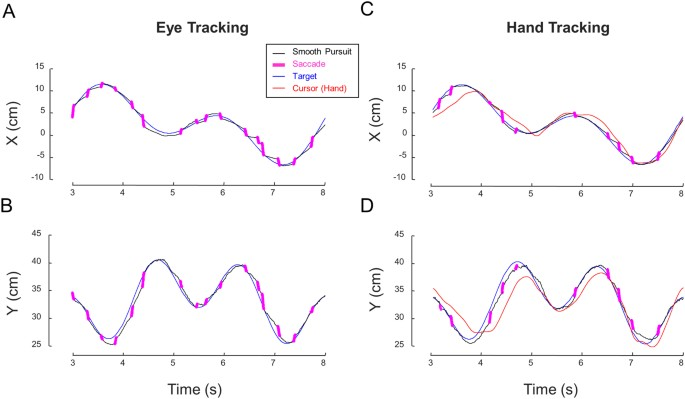 A
Eye Tracking
C
Hand Tracking
Smooth Pursuit
Saccade
Target
Cursor (Hand)
X (cm)
15
10
5
0
-5
-10
3 4 5 6 7 8
X (cm)
15
10
5
0
-5
-10
3 4 5 6 7 8
B
D
Y (cm)
45
40
35
30
25
3 4 5 6 7 8
Time (s)
Y (cm)
45
40
35
30
25
3 4 5 6 7 8
Time (s)